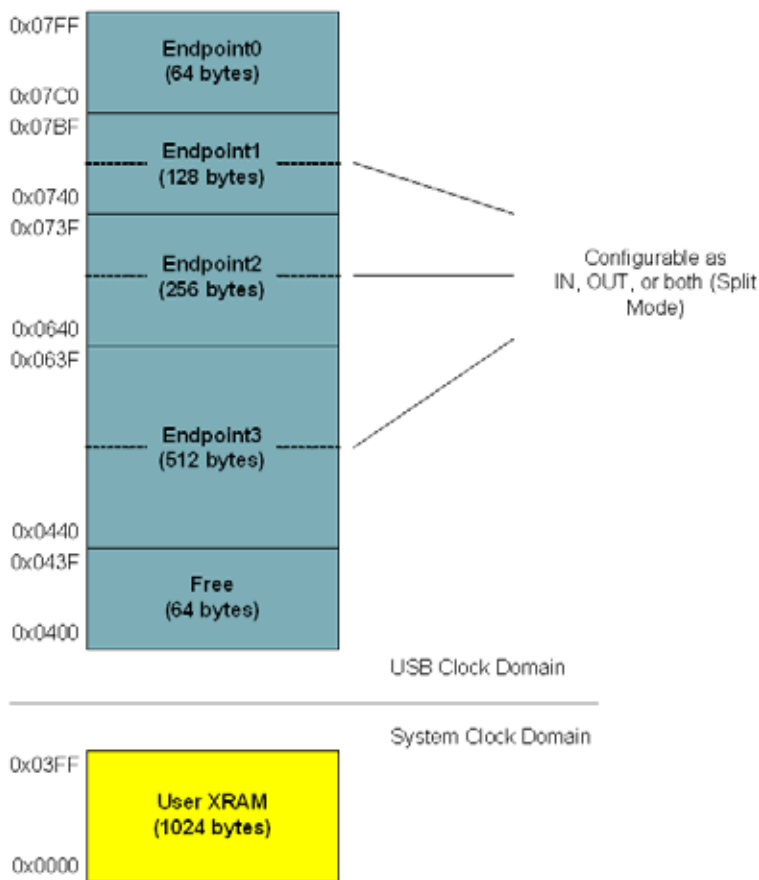 0x07FF
Endpoint0
(64 bytes)
0x07C0
0x07BF
Endpoint1
(128 bytes)
0x0740
0x073F
Endpoint2
(256 bytes)
0x0640
0x063F
Endpoint3
(512 bytes)
0x0440
0x043F
Free
(64 bytes)
0x0400
Configurable as
IN, OUT, or both (Split
Mode)
USB Clock Domain
System Clock Domain
0x03FF
User XRAM
(1024 bytes)
0x0000